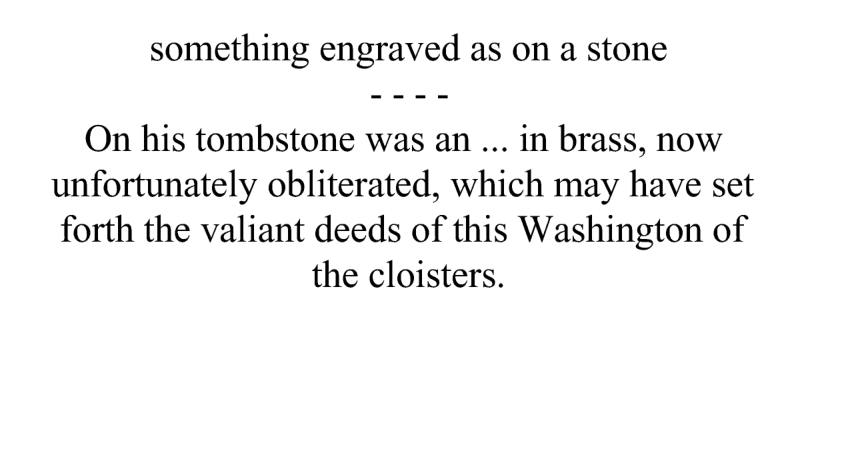 something engraved as on a stone
- - - -
On his tombstone was an ... in brass, now
unfortunately obliterated, which may have set
forth the valiant deeds of this Washington of
the cloisters.